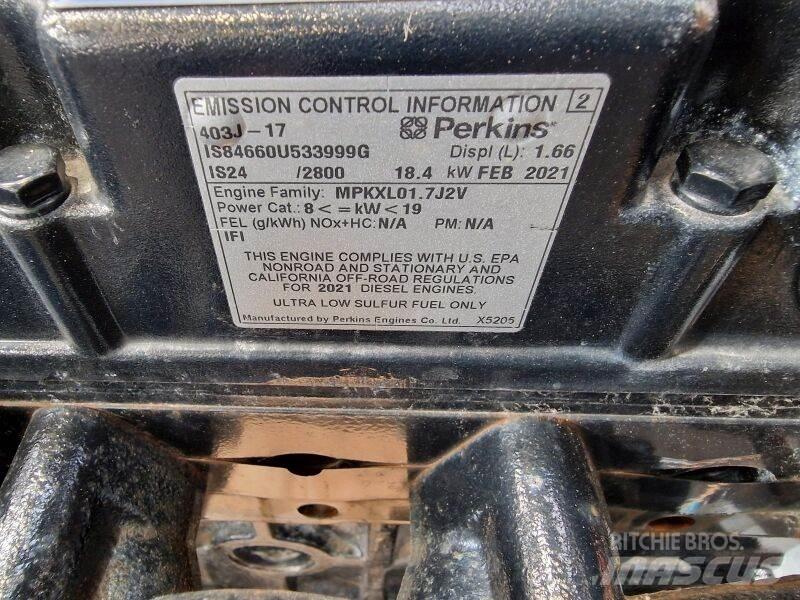 EMISSION CONTROL INFORMATION 2
403J-17 Perkins
IS84660U533999G Displ (L): 1.66
IS24 /2800 18.4 kW FEB 2021
Engine Family: MPKXL01.7J2V
Power Cat.: 8 < = kW < 19
FEL (g/kWh) NOx+HC: N/A PM: N/A
IFI
THIS ENGINE COMPLIES WITH U.S. EPA
NONROAD AND STATIONARY AND
CALIFORNIA OFF-ROAD REGULATIONS
FOR 2021 DIESEL ENGINES.
ULTRA LOW SULFUR FUEL ONLY
Manufactured by Perkins Engines Co. Ltd. X5205
RITCHIE BROS.
MASCUS